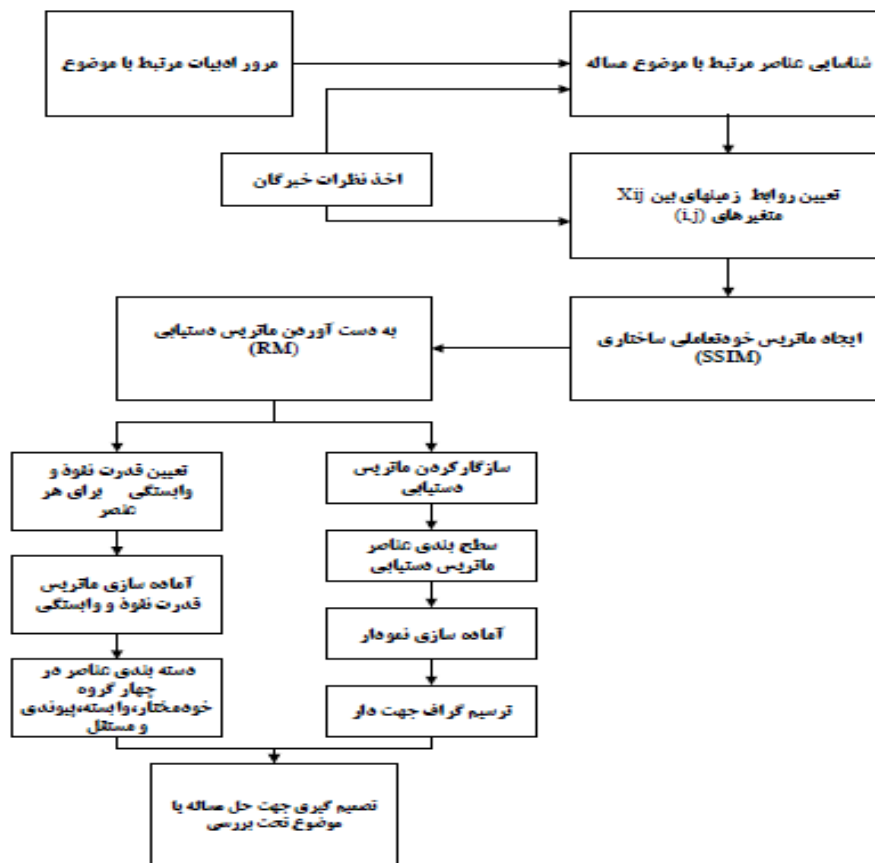 شناسایی عناصر مرتبط با موضوع مساله
مرور ادبیات مرتبط با موضوع
اخذ نظرات خبرگان
تعیین روابط زمینهای بین Xij
متغیرهای (i,j)
ایجاد ماتریس خودتعاملی ساختاری
(SSIM)
به دست آوردن ماتریس دستیابی
(RM)
سازگارکردن ماتریس
دستیابی
تعیین قدرت نفوذ و
وابستگی برای هر
عنصر
سطح بندی عناصر
ماتریس دستیابی
آماده سازی ماتریس
قدرت نفوذ و وابستگی
آماده سازی نمودار
دسته بندی عناصر در
چهار گروه
خودمختار،وابسته،پیوندی
و مستقل
ترسیم گراف جهت دار
تصمیم گیری جهت حل مساله یا
موضوع تحت بررسی